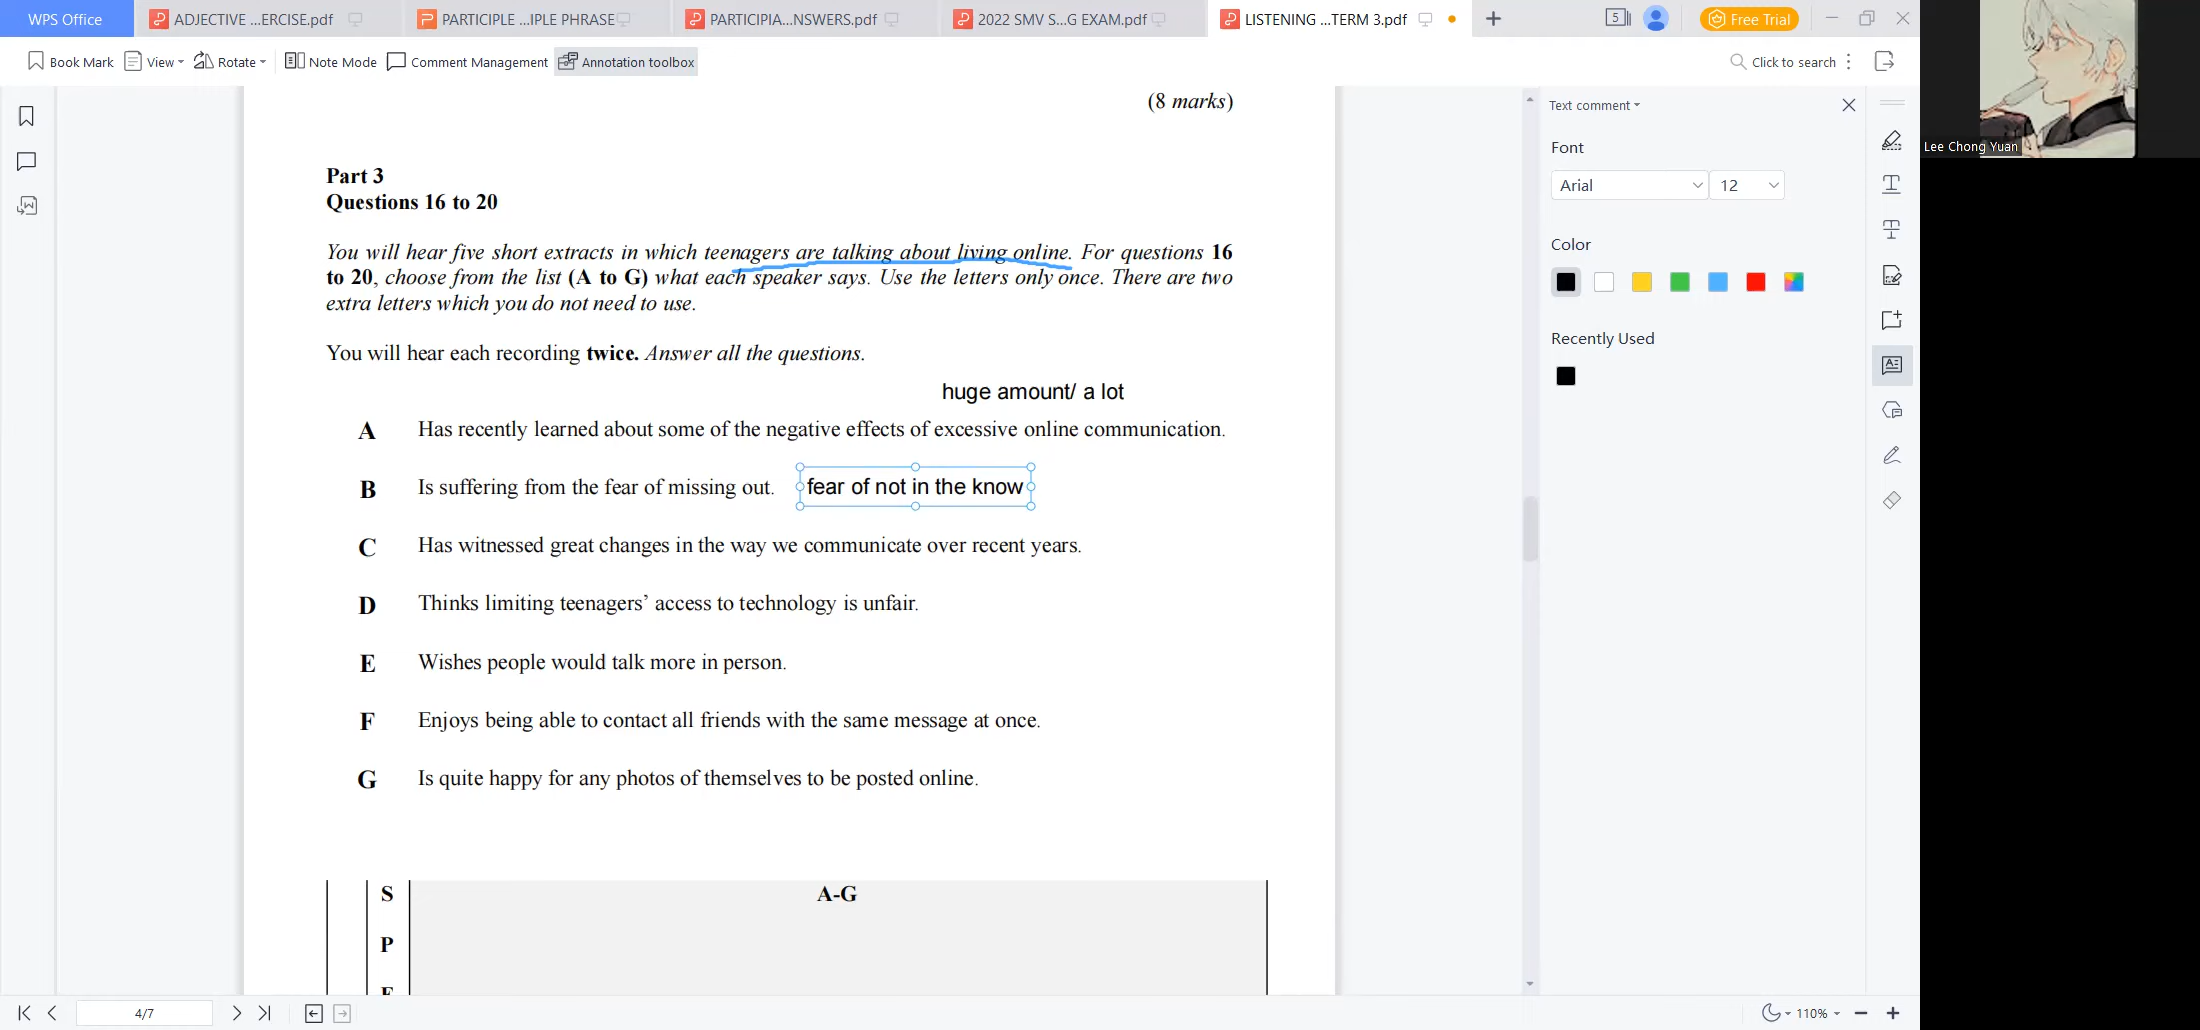 WPS Office
ADJECTIVE ...ERCISE.pdf
PARTICIPLE ...IPLE PHRASE
PARTICIPIA...NSWERS.pdf
2022 SMV S...G EXAM.pdf
LISTENING ...TERM 3.pdf
5
Free Trial
Book Mark
View
Rotate
Note Mode
Comment Management
Annotation toolbox
Click to search
Lee Chong Yuan
(8 marks)
Part 3
Questions 16 to 20
You will hear five short extracts in which teenagers are talking about living online. For questions 16
to 20, choose from the list (A to G) what each speaker says. Use the letters only once. There are two
extra letters which you do not need to use.
You will hear each recording twice. Answer all the questions.
huge amount/ a lot
A Has recently learned about some of the negative effects of excessive online communication.
B Is suffering from the fear of missing out. fear of not in the know
C Has witnessed great changes in the way we communicate over recent years.
D Thinks limiting teenagers’ access to technology is unfair.
E Wishes people would talk more in person.
F Enjoys being able to contact all friends with the same message at once.
G Is quite happy for any photos of themselves to be posted online.
S A-G
P
Text comment
Font
Arial 12
Color
Recently Used
4/7
110%